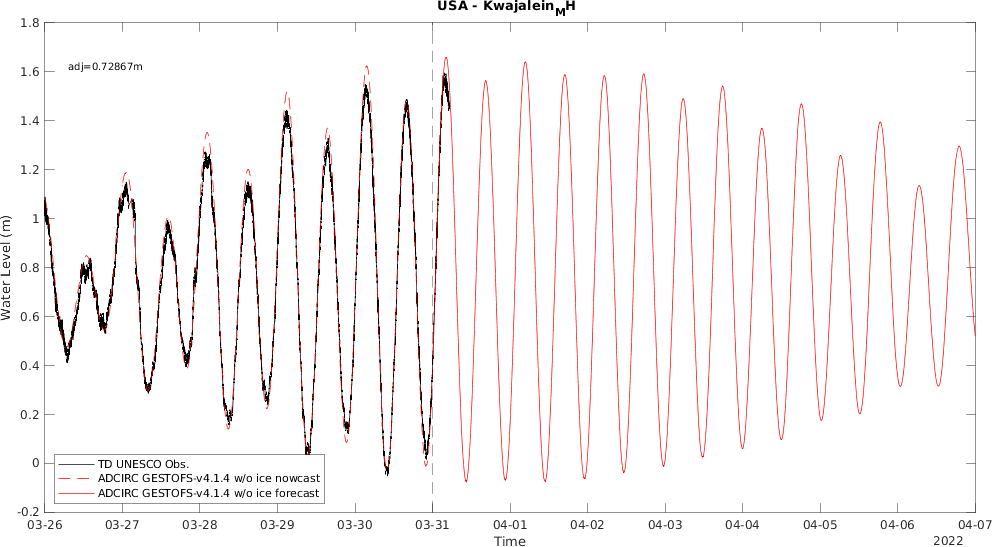 USA - Kwajalein_MH
adj=0.72867m
Water Level (m)
1.8
1.6
1.4
1.2
1
0.8
0.6
0.4
0.2
0
-0.2
TD UNESCO Obs.
ADCIRC GESTOFS-v4.1.4 w/o ice nowcast
ADCIRC GESTOFS-v4.1.4 w/o ice forecast
03-26 03-27 03-28 03-29 03-30 03-31 04-01 04-02 04-03 04-04 04-05 04-06 04-07
Time
2022